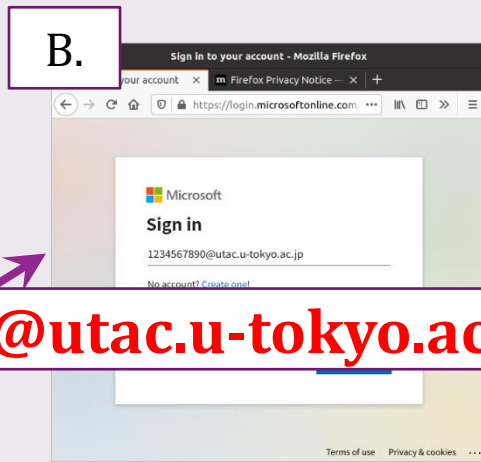 B.
Sign in to your account - Mozilla Firefox
your account × m Firefox Privacy Notice — × +
https://login.microsoftonline.com
Microsoft
Sign in
1234567890@utac.u-tokyo.ac.jp
No account? Create one!
@utac.u-tokyo.ac
Terms of use Privacy & cookies ...